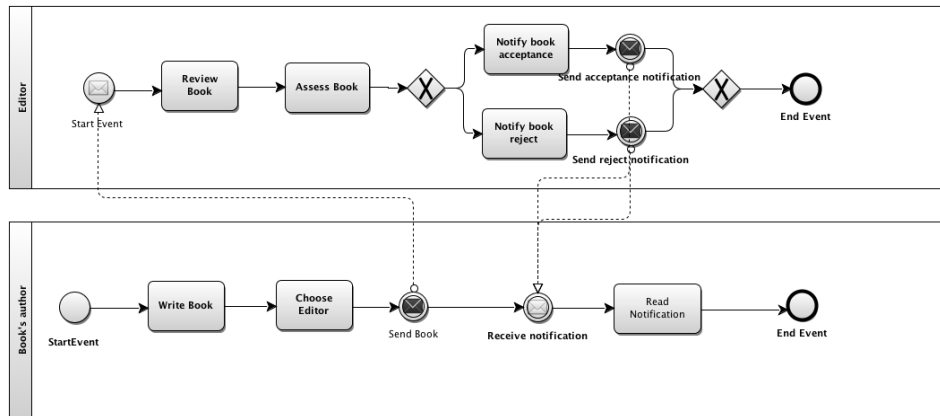 Editor
Start Event
Review
Book
Assess Book
Notify book
acceptance
Send acceptance notification
Notify book
reject
Send reject notification
End Event
Book's author
StartEvent
Write Book
Choose
Editor
Send Book
Receive notification
Read
Notification
End Event